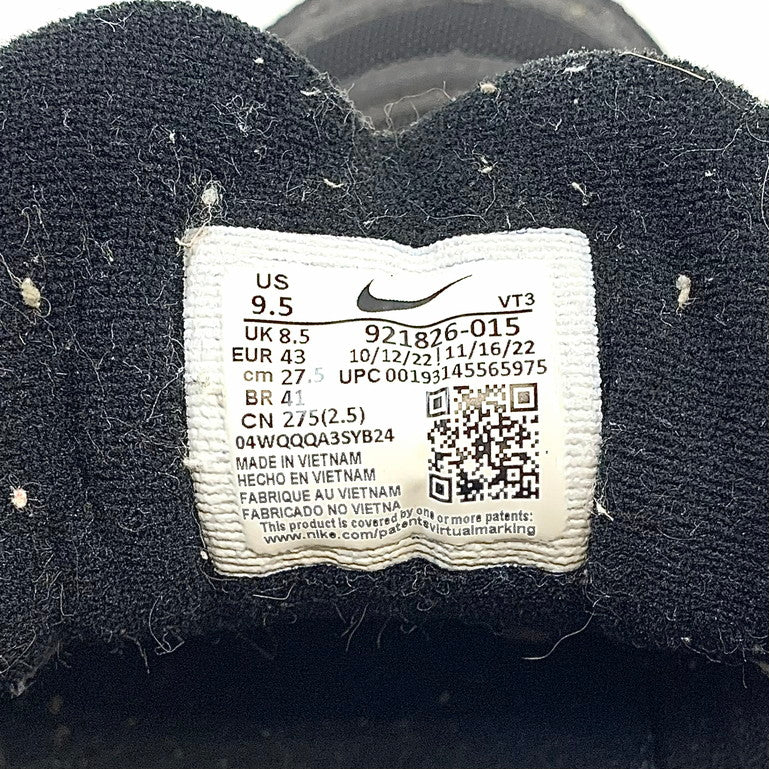 US
9.5
VT3
UK 8.5 921826-015
EUR 43 10/12/22 | 11/16/22
cm 27.5 UPC 00193145565975
BR 41
CN 275(2.5)
04WQQQA3SYB24
MADE IN VIETNAM
HECHO EN VIETNAM
FABRIQUE AU VIETNAM
FABRICADO NO VIETNA
This product is covered by one or more patents:
www.nike.com/patentsvirtualmarking